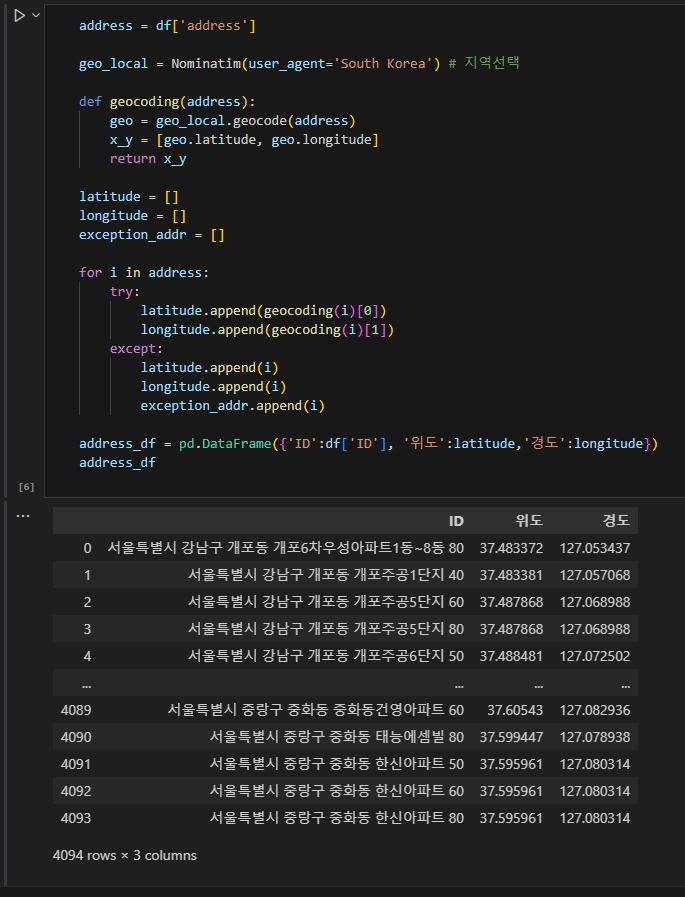 address = df['address']
geo_local = Nominatim(user_agent='South Korea') # 지역선택
def geocoding(address):
geo = geo_local.geocode(address)
x_y = [geo.latitude, geo.longitude]
return x_y
latitude = []
longitude = []
exception_addr = []
for i in address:
try:
latitude.append(geocoding(i)[0])
longitude.append(geocoding(i)[1])
except:
latitude.append(i)
longitude.append(i)
exception_addr.append(i)
address_df = pd.DataFrame({'ID':df['ID'], '위도':latitude,'경도':longitude})
address_df
[6]
...
ID 위도 경도
0 서울특별시 강남구 개포동 개포6차우성아파트1동~8동 80 37.483372 127.053437
1 서울특별시 강남구 개포동 개포주공1단지 40 37.483381 127.057068
2 서울특별시 강남구 개포동 개포주공5단지 60 37.487868 127.068988
3 서울특별시 강남구 개포동 개포주공5단지 80 37.487868 127.068988
4 서울특별시 강남구 개포동 개포주공6단지 50 37.488481 127.072502
... ... ... ...
4089 서울특별시 중랑구 중화동 중화동건영아파트 60 37.60543 127.082936
4090 서울특별시 중랑구 중화동 태능에셈빌 80 37.599447 127.078938
4091 서울특별시 중랑구 중화동 한신아파트 50 37.595961 127.080314
4092 서울특별시 중랑구 중화동 한신아파트 60 37.595961 127.080314
4093 서울특별시 중랑구 중화동 한신아파트 80 37.595961 127.080314
4094 rows × 3 columns